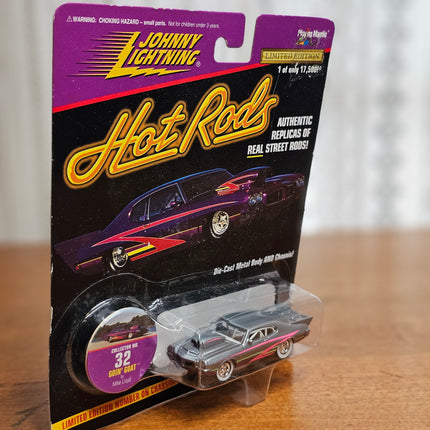 WARNING: CHOKING HAZARD - small parts. Not for children under 3 years.
JOHNNY
LIGHTNING®
Playing Mantis
LIMITED EDITION
1 of only 17,500!
Hot Rods
AUTHENTIC
REPLICAS OF
REAL STREET RODS!
Die-Cast Metal Body AND Chassis!
COLLECTOR NO.
32
GOIN' GOAT
by
LIMITED EDITION NUMBER ON CHASSIS